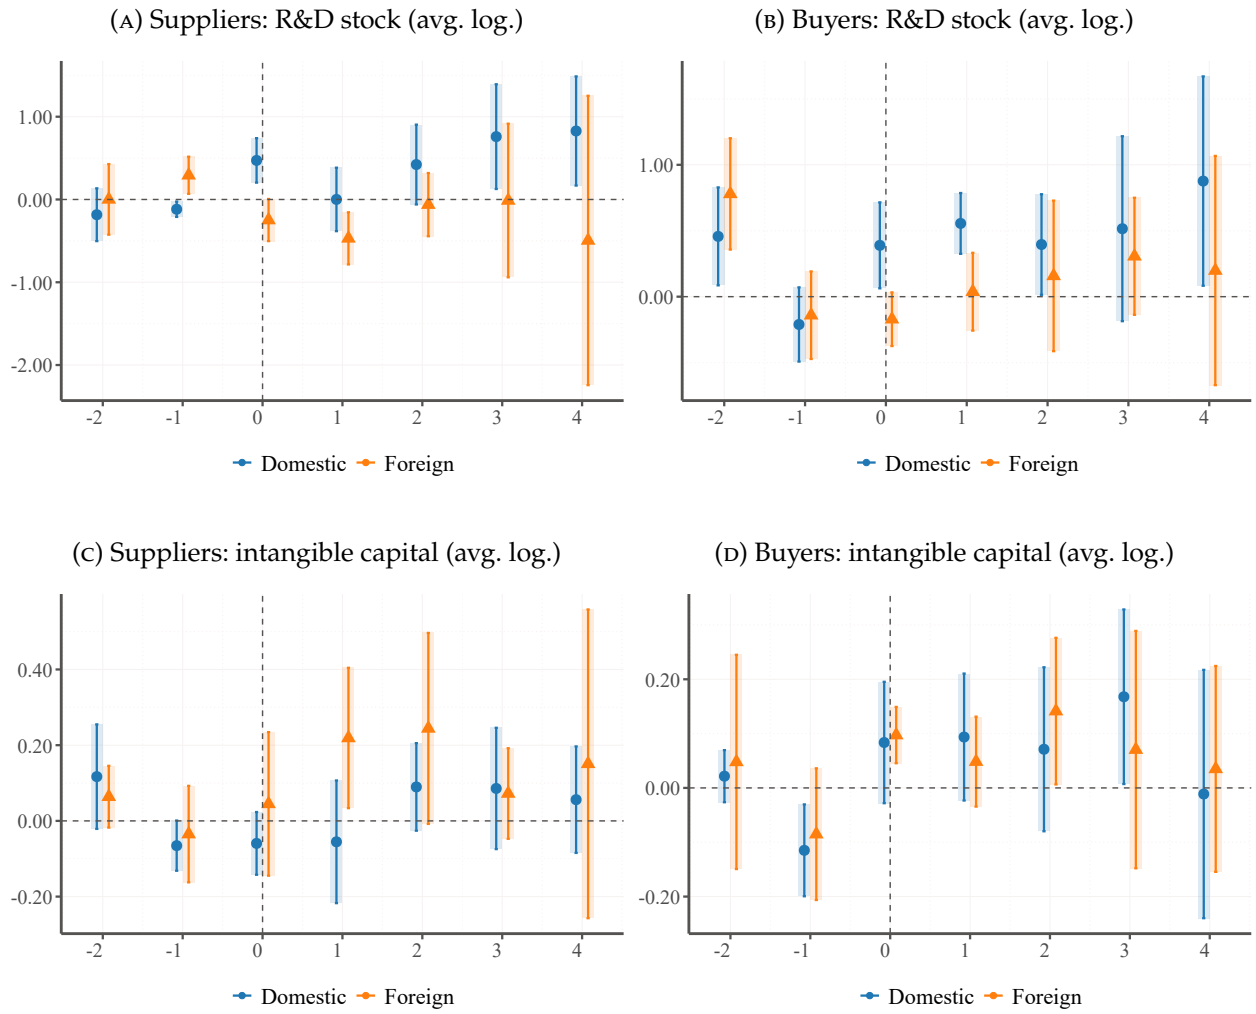 (A) Suppliers: R&D stock (avg. log.)
1.00
0.00
-1.00
-2.00
-2 -1 0 1 2 3 4
Domestic Foreign
(B) Buyers: R&D stock (avg. log.)
1.00
0.00
-2 -1 0 1 2 3 4
Domestic Foreign
(C) Suppliers: intangible capital (avg. log.)
0.40
0.20
0.00
-0.20
-2 -1 0 1 2 3 4
Domestic Foreign
(D) Buyers: intangible capital (avg. log.)
0.20
0.00
-0.20
-2 -1 0 1 2 3 4
Domestic Foreign